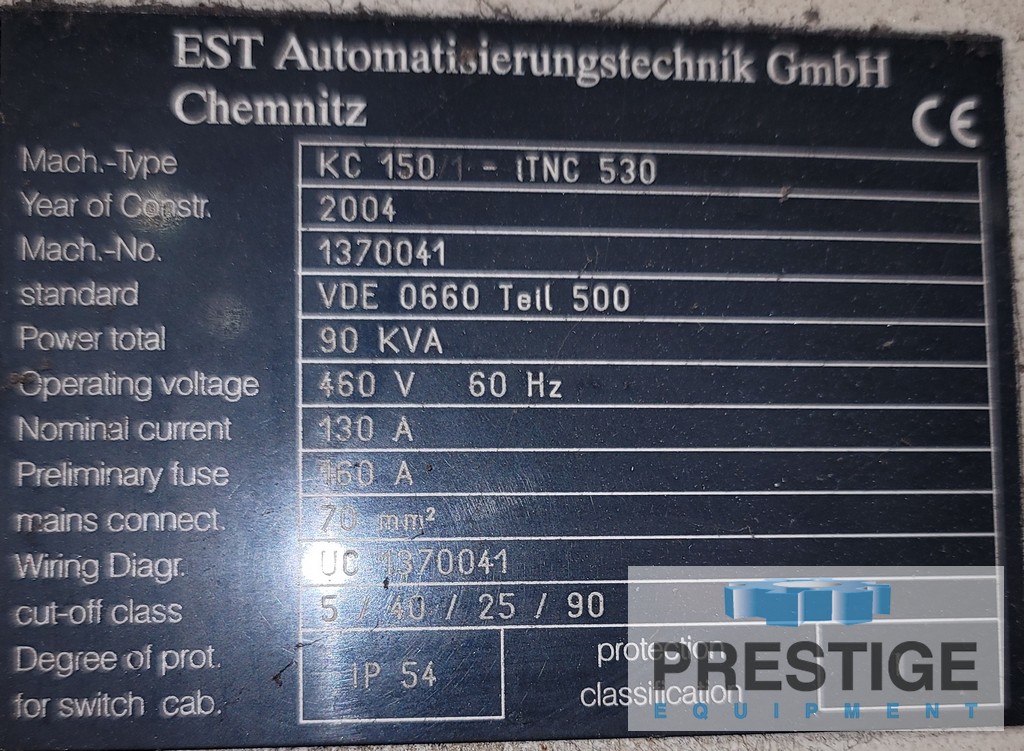 EST Automatisierungstechnik GmbH
Chemnitz
CE
Mach.-Type KC 150/1 - iTNC 530
Year of Constr. 2004
Mach.-No. 1370041
standard VDE 0660 Teil 500
Power total 90 KVA
Operating voltage 460 V 60 Hz
Nominal current 130 A
Preliminary fuse 160 A
mains connect. 70 mm²
Wiring Diagr. UC 1370041
cut-off class 5 / 40 / 25 / 90
Degree of prot. for switch cab. IP 54
protection classification I
PRESTIGE
EQUIPMENT